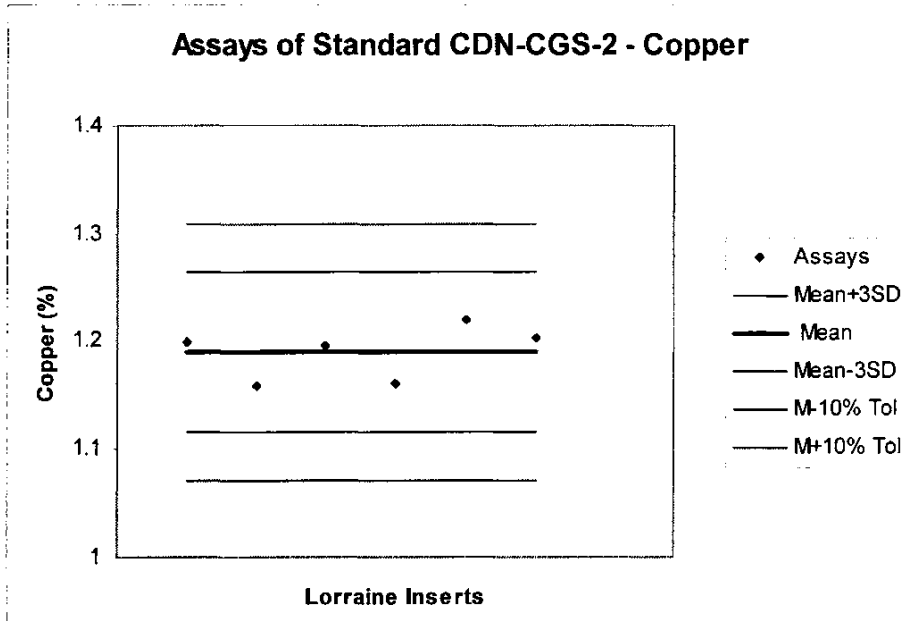 Assays of Standard CDN-CGS-2 - Copper
1.4
1.3
1.2
1.1
1
Copper (%)
Lorraine Inserts
Assays
Mean+3SD
Mean
Mean-3SD
M-10% Tol
M+10% Tol